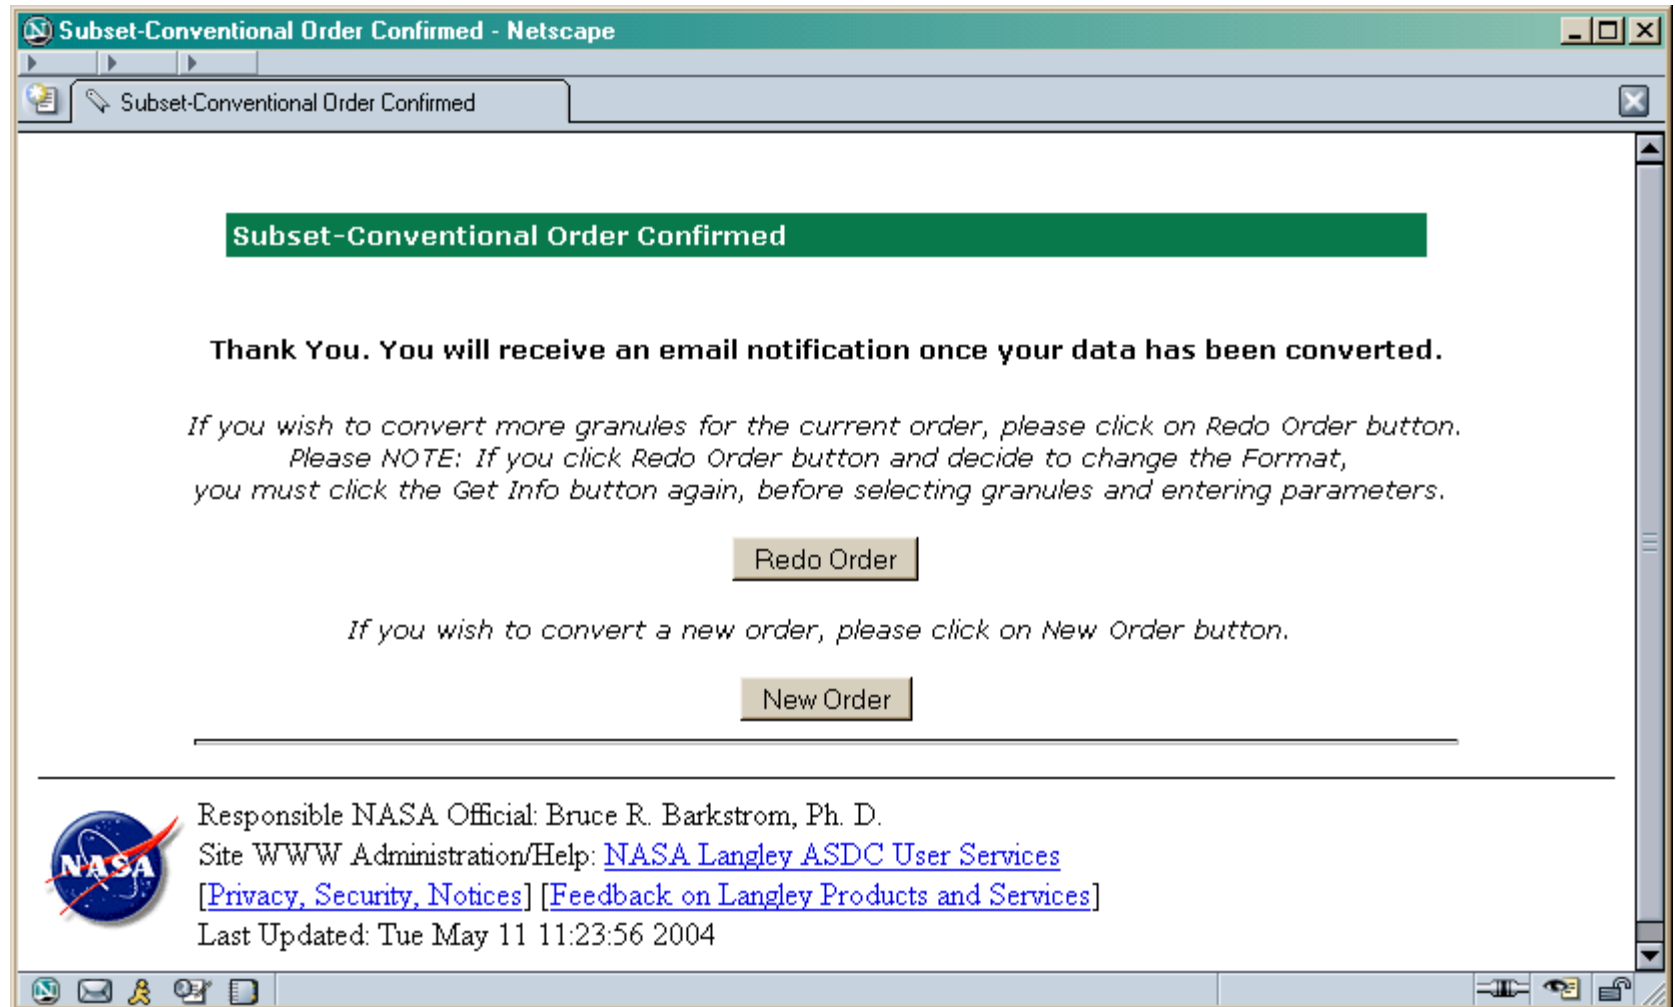 Subset-Conventional Order Confirmed - Netscape
Subset-Conventional Order Confirmed
Subset-Conventional Order Confirmed
Thank You. You will receive an email notification once your data has been converted.
If you wish to convert more granules for the current order, please click on Redo Order button.
Please NOTE: If you click Redo Order button and decide to change the Format,
you must click the Get Info button again, before selecting granules and entering parameters.
Redo Order
If you wish to convert a new order, please click on New Order button.
New Order
NASA
Responsible NASA Official: Bruce R. Barkstrom, Ph. D.
Site WWW Administration/Help: NASA Langley ASDC User Services
[Privacy, Security, Notices] [Feedback on Langley Products and Services]
Last Updated: Tue May 11 11:23:56 2004